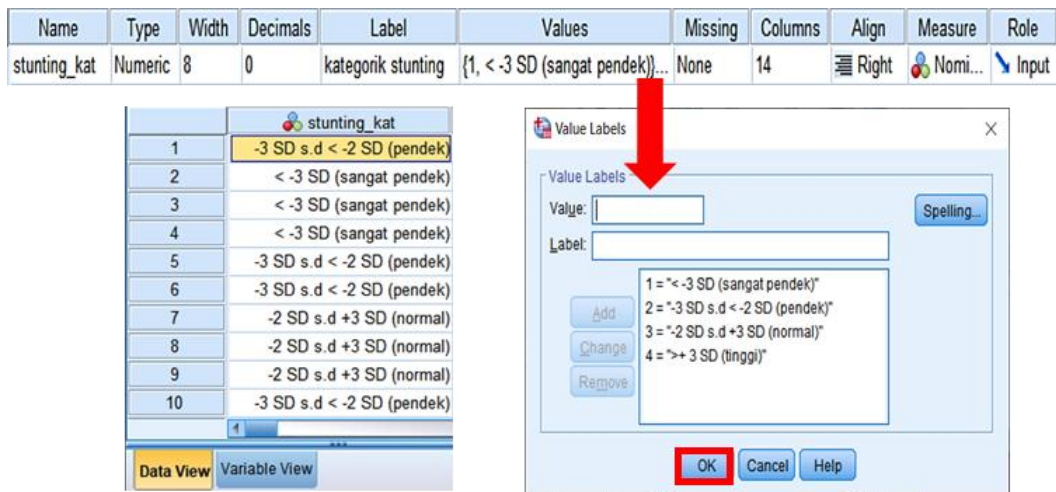 Name Type Width Decimals Label Values Missing Columns Align Measure Role
stunting_kat Numeric 8 0 kategorik stunting {1, < -3 SD (sangat pendek)}... None 14 Right Nomi... Input
stunting_kat
1 -3 SD s.d < -2 SD (pendek)
2 < -3 SD (sangat pendek)
3 < -3 SD (sangat pendek)
4 < -3 SD (sangat pendek)
5 -3 SD s.d < -2 SD (pendek)
6 -3 SD s.d < -2 SD (pendek)
7 -2 SD s.d +3 SD (normal)
8 -2 SD s.d +3 SD (normal)
9 -2 SD s.d +3 SD (normal)
10 -3 SD s.d < -2 SD (pendek)
Data View Variable View
Value Labels
Value Labels
Value: Spelling...
Label:
1 = "< -3 SD (sangat pendek)"
2 = "-3 SD s.d < -2 SD (pendek)"
3 = "-2 SD s.d +3 SD (normal)"
4 = ">+ 3 SD (tinggi)"
Add
Change
Remove
OK Cancel Help